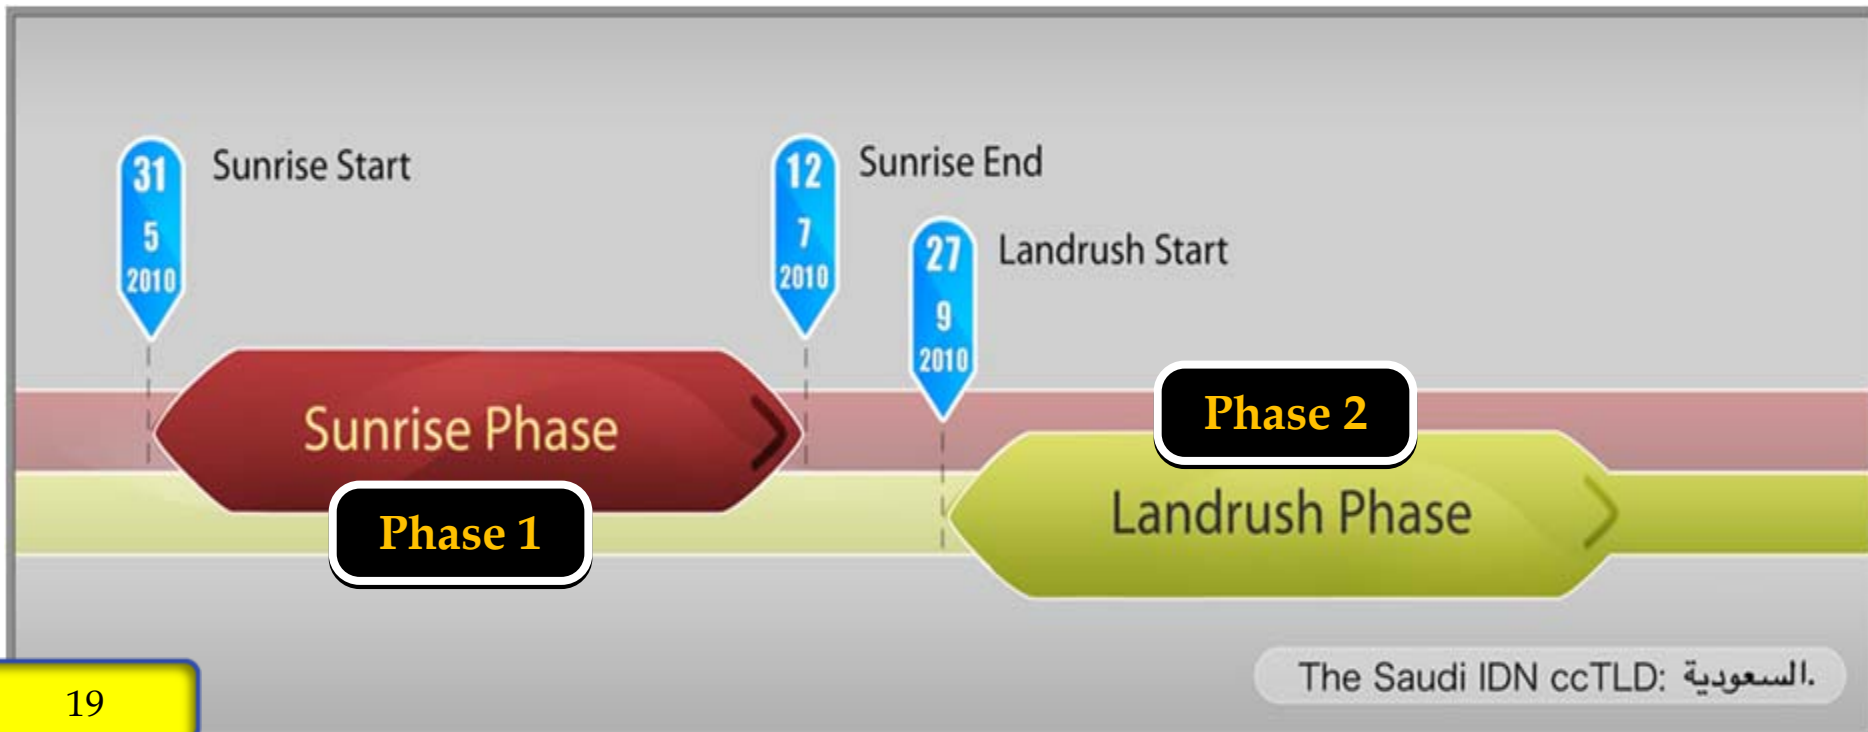 31
5
2010
Sunrise Start
12
7
2010
Sunrise End
27
9
2010
Landrush Start
Sunrise Phase
Phase 1
Phase 2
Landrush Phase
The Saudi IDN ccTLD: السعودية.
19